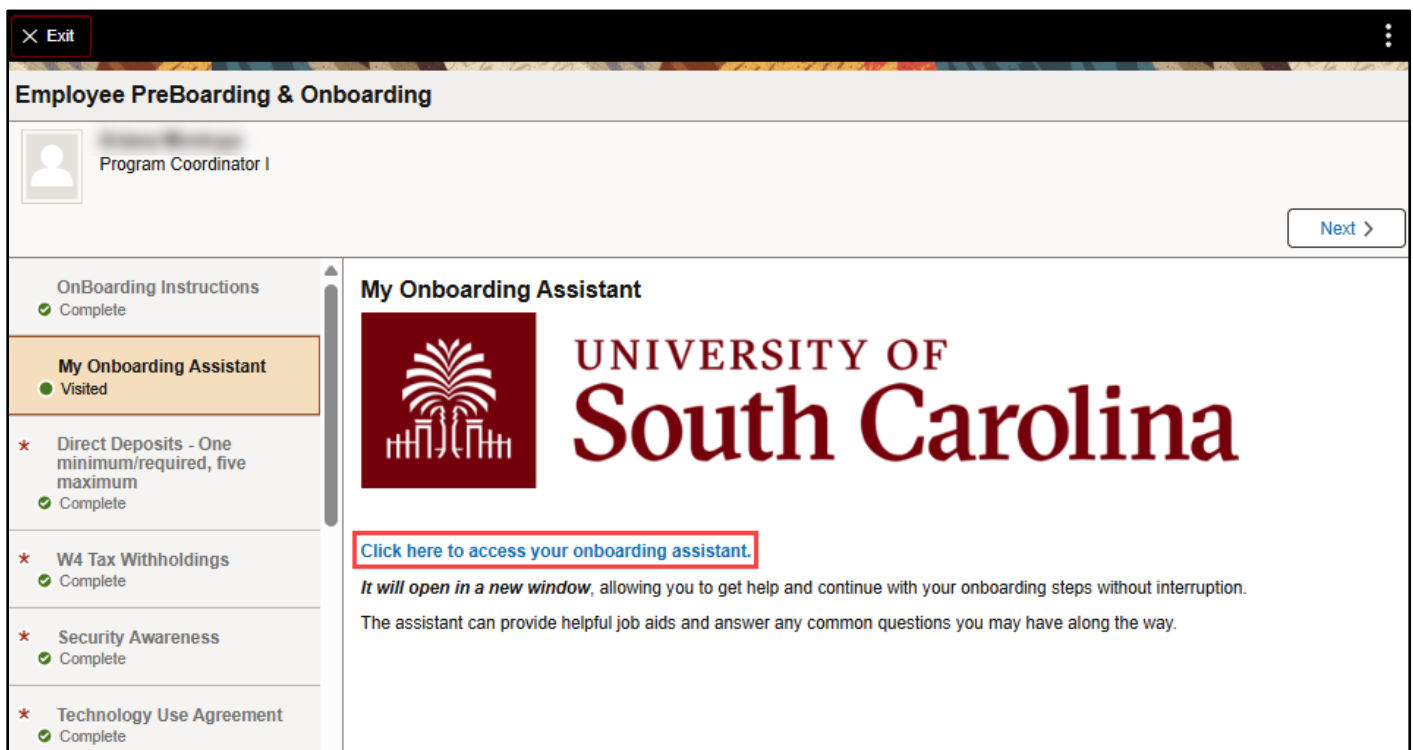 Exit
Employee PreBoarding & Onboarding
Program Coordinator I
Next
OnBoarding Instructions
Complete
My Onboarding Assistant
Visited
* Direct Deposits - One
minimum/required, five
maximum
Complete
* W4 Tax Withholdings
Complete
* Security Awareness
Complete
* Technology Use Agreement
Complete
My Onboarding Assistant
UNIVERSITY OF
South Carolina
Click here to access your onboarding assistant.
It will open in a new window, allowing you to get help and continue with your onboarding steps without interruption.
The assistant can provide helpful job aids and answer any common questions you may have along the way.